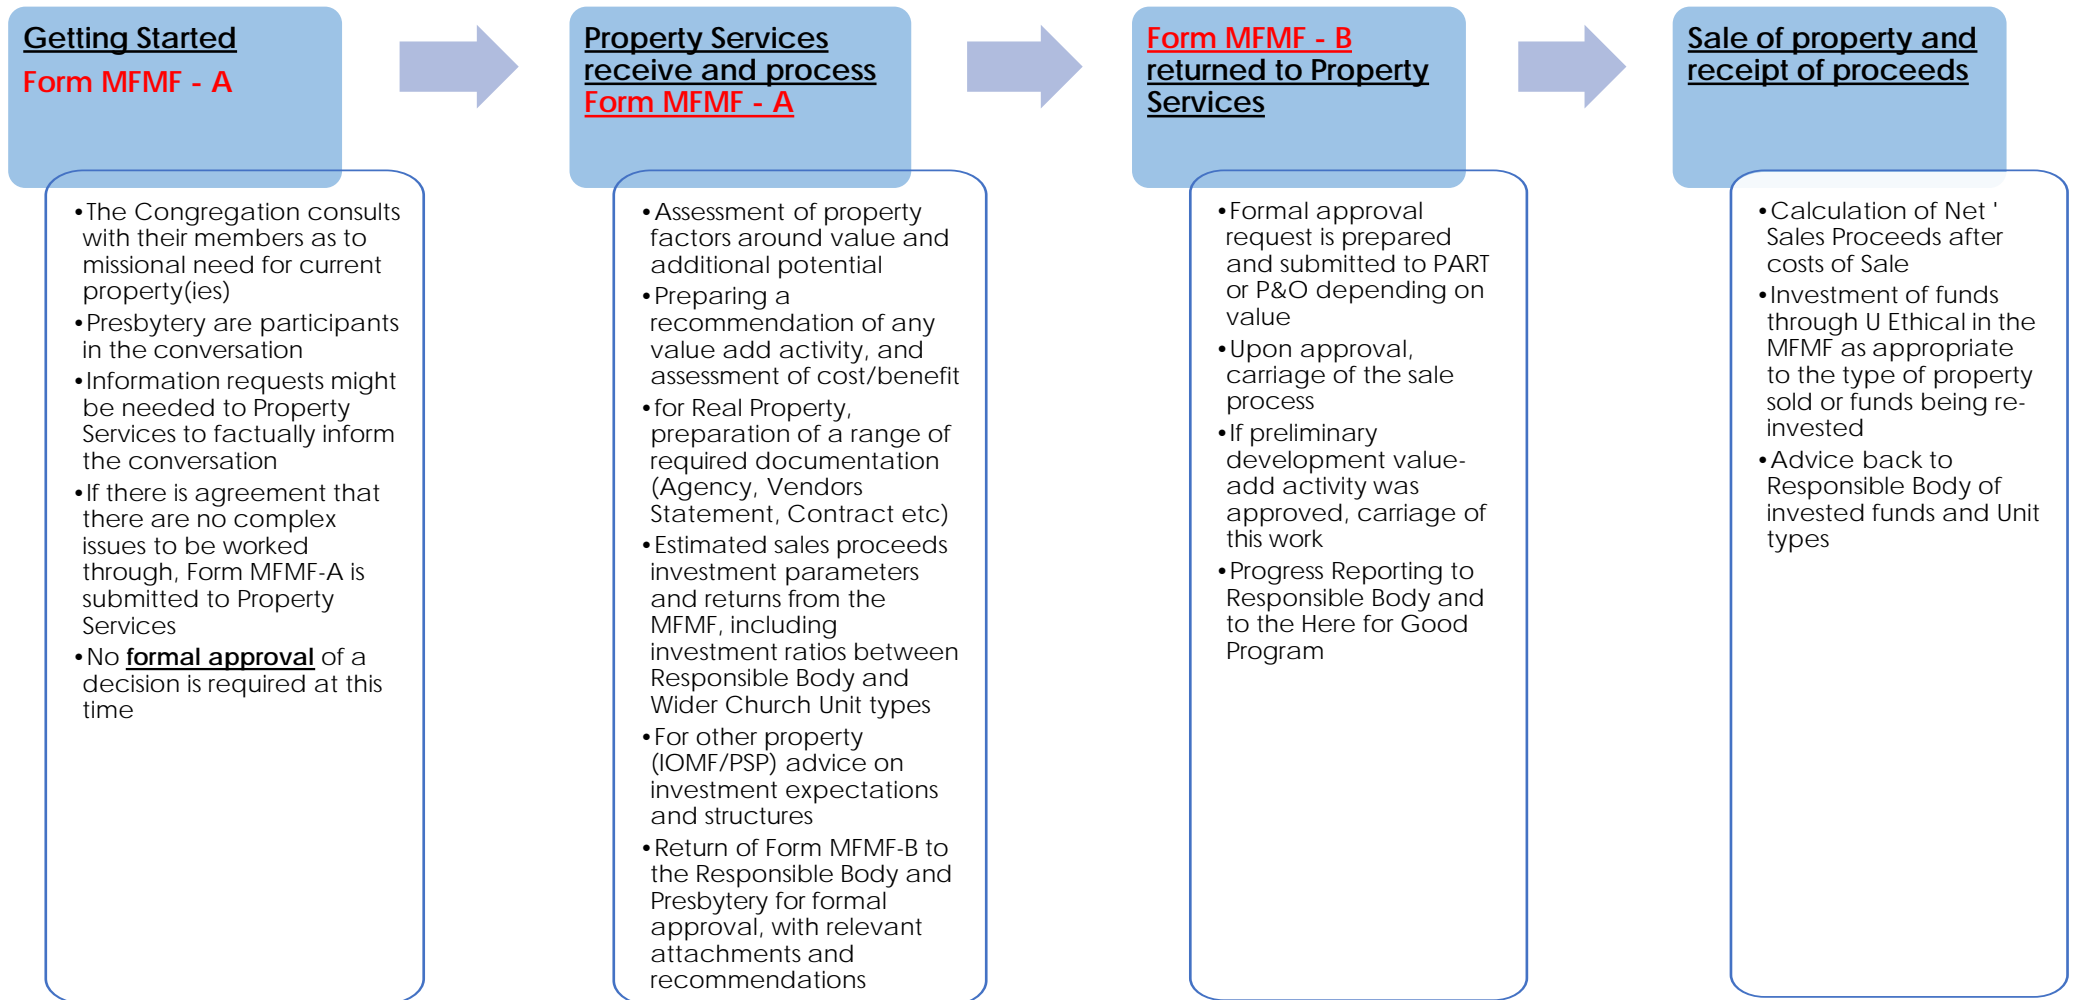 Getting Started
Form MFMF - A
•The Congregation consults
with their members as to
missional need for current
property(ies)
•Presbytery are participants
in the conversation
•Information requests might
be needed to Property
Services to factually inform
the conversation
•If there is agreement that
there are no complex
issues to be worked
through, Form MFMF-A is
submitted to Property
Services
•No formal approval of a
decision is required at this
time
Property Services
receive and process
Form MFMF - A
•Assessment of property
factors around value and
additional potential
•Preparing a
recommendation of any
value add activity, and
assessment of cost/benefit
•for Real Property,
preparation of a range of
required documentation
(Agency, Vendors
Statement, Contract etc)
•Estimated sales proceeds
investment parameters
and returns from the
MFMF, including
investment ratios between
Responsible Body and
Wider Church Unit types
•For other property
(IOMF/PSP) advice on
investment expectations
and structures
•Return of Form MFMF-B to
the Responsible Body and
Presbytery for formal
approval, with relevant
attachments and
recommendations
Form MFMF - B
returned to Property
Services
•Formal approval
request is prepared
and submitted to PART
or P&O depending on
value
•Upon approval,
carriage of the sale
process
•If preliminary
development value-
add activity was
approved, carriage of
this work
•Progress Reporting to
Responsible Body and
to the Here for Good
Program
Sale of property and
receipt of proceeds
•Calculation of Net '
Sales Proceeds after
costs of Sale
•Investment of funds
through U Ethical in the
MFMF as appropriate
to the type of property
sold or funds being re-
invested
•Advice back to
Responsible Body of
invested funds and Unit
types